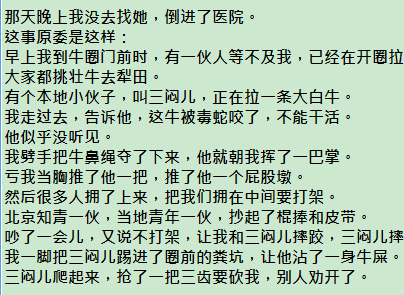 那天晚上我没去找她，倒进了医院。
这事原委是这样：
早上我到牛圈门前时，有一伙人等不及我，已经在开圈拉
大家都挑壮牛去犁田。
有个本地小伙子，叫三闷儿，正在拉一条大白牛。
我走过去，告诉他，这牛被毒蛇咬了，不能干活。
他似乎没听见。
我劈手把牛鼻绳夺了下来，他就朝我挥了一巴掌。
亏我当胸推了他一把，推了他一个屁股墩。
然后很多人拥了上来，把我们拥在中间要打架。
北京知青一伙，当地青年一伙，抄起了棍捧和皮带。
吵了一会儿，又说不打架，让我和三闷儿摔跤，三闷儿摔
我一脚把三闷儿踢进了圈前的粪坑，让他沾了一身牛屎。
三闷儿爬起来，抢了一把三齿要砍我，别人劝开了。